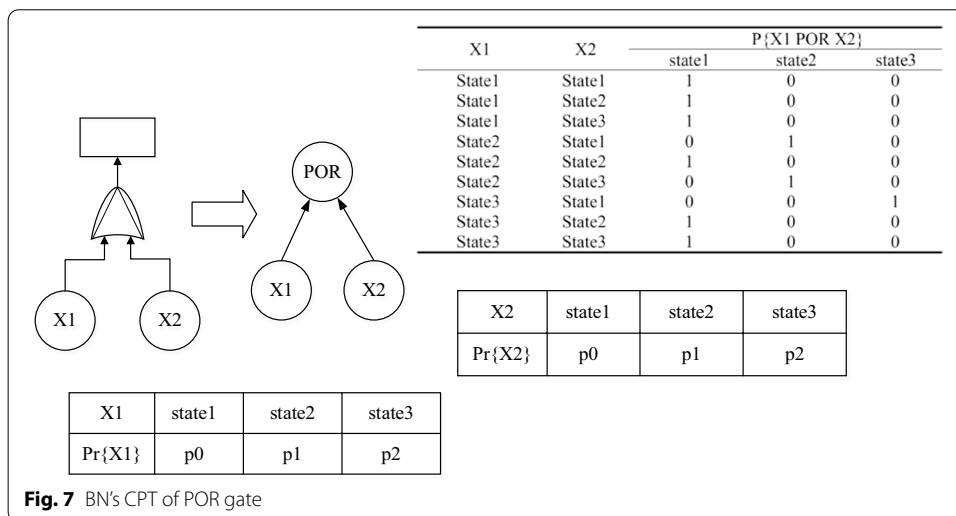 X1 X2 P{X1 POR X2}
state1 state2 state3
State1 State1 1 0 0
State1 State2 1 0 0
State1 State3 1 0 0
State2 State1 0 1 0
State2 State2 1 0 0
State2 State3 0 1 0
State3 State1 0 0 1
State3 State2 1 0 0
State3 State3 1 0 0
POR
X1 X2
X1 X2
X2 state1 state2 state3
Pr{X2} p0 p1 p2
X1 state1 state2 state3
Pr{X1} p0 p1 p2
Fig. 7 BN's CPT of POR gate